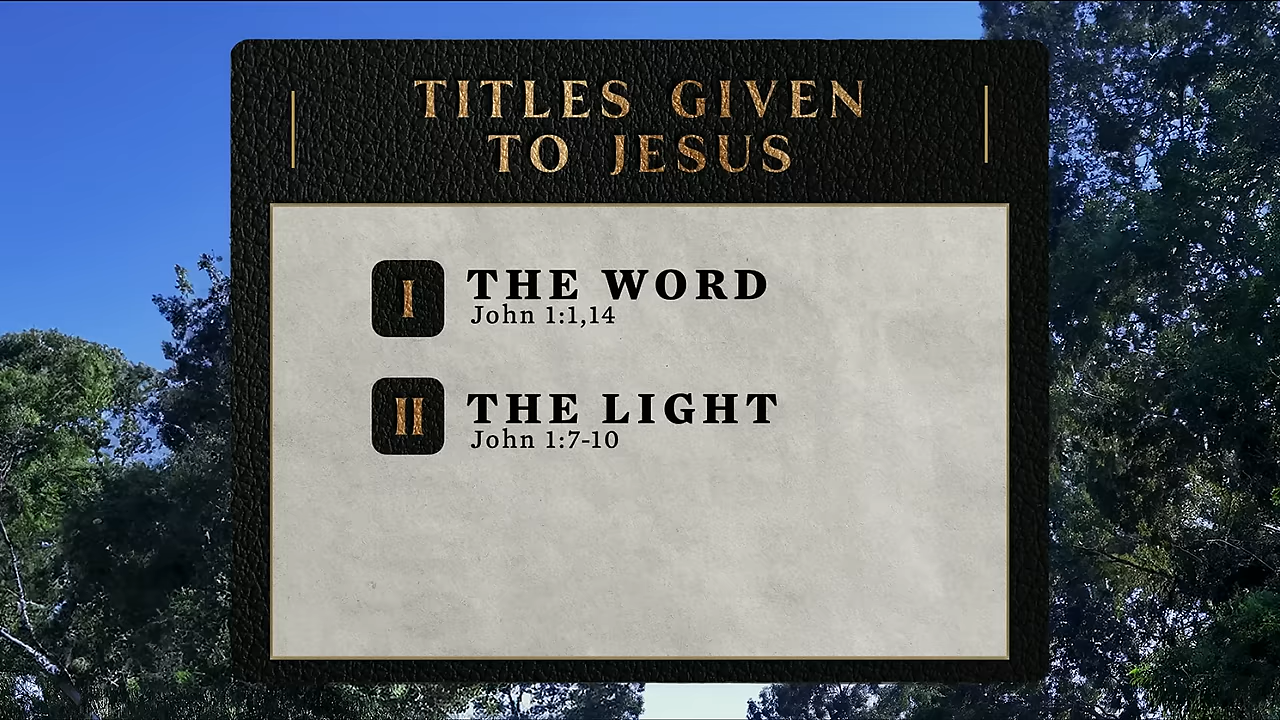 TITLES GIVEN
TO JESUS
I
THE WORD
John 1:1,14
II
THE LIGHT
John 1:7-10